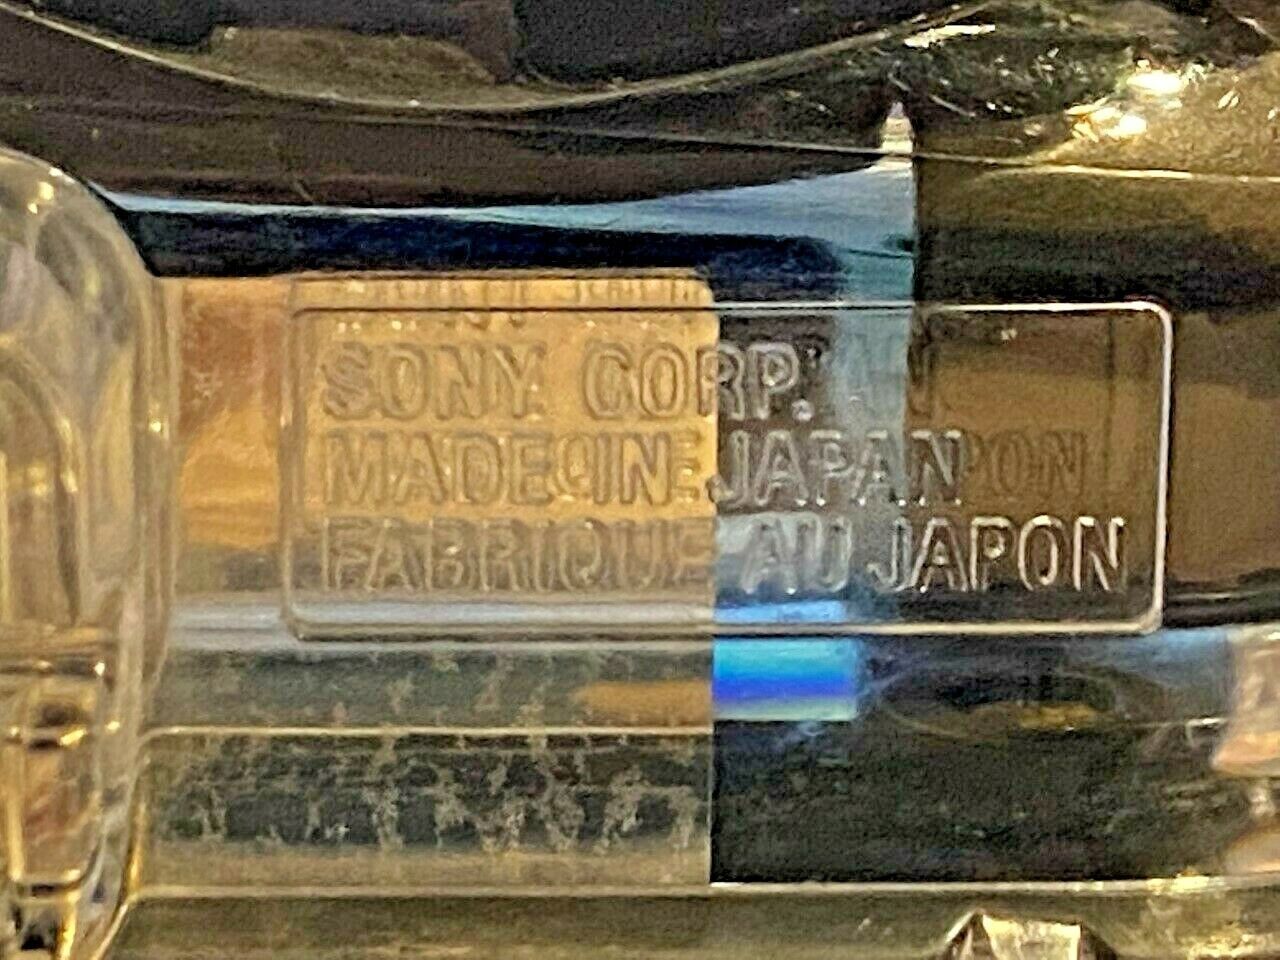 SONY CORP.
MADE IN JAPAN
FABRIQUE AU JAPON